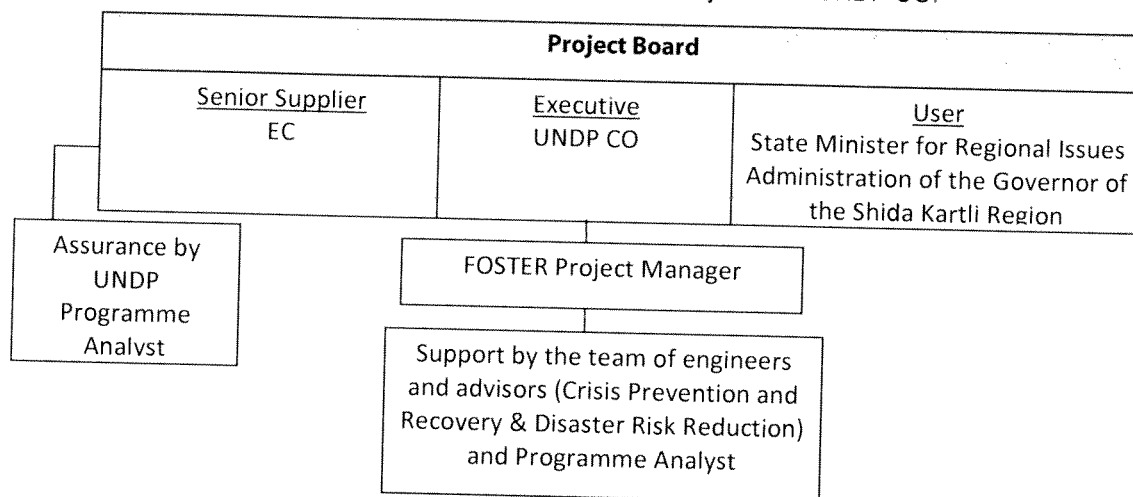 Project Board
Senior Supplier
EC
Executive
UNDP CO
User
State Minister for Regional Issues
Administration of the Governor of
the Shida Kartli Region
Assurance by
UNDP
Programme
Analyst
FOSTER Project Manager
Support by the team of engineers
and advisors (Crisis Prevention and
Recovery & Disaster Risk Reduction)
and Programme Analyst